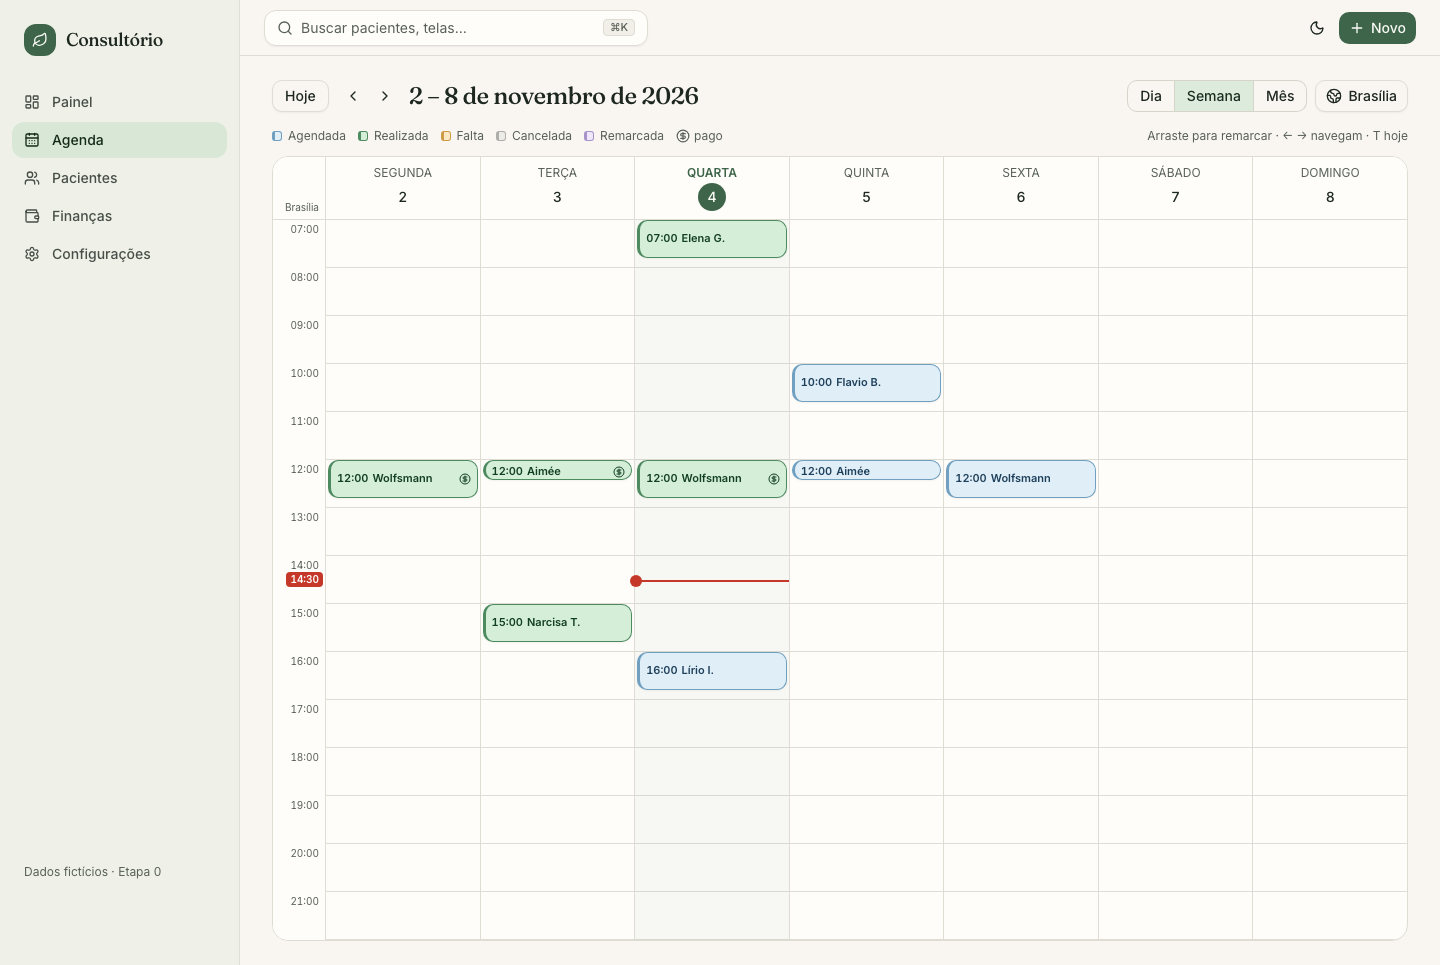 Consultório
Buscar pacientes, telas...
⌘K
Novo
Painel
Agenda
Pacientes
Finanças
Configurações
Dados fictícios · Etapa 0
Hoje
2 – 8 de novembro de 2026
Dia
Semana
Mês
Brasília
Agendada
Realizada
Falta
Cancelada
Remarcada
pago
Arraste para remarcar · ← → navegam · T hoje
Brasília
SEGUNDA
2
TERÇA
3
QUARTA
4
QUINTA
5
SEXTA
6
SÁBADO
7
DOMINGO
8
07:00
07:00 Elena G.
08:00
09:00
10:00
10:00 Flavio B.
11:00
12:00
12:00 Wolfsmann
12:00 Aimée
12:00 Wolfsmann
12:00 Aimée
12:00 Wolfsmann
13:00
14:00
14:30
15:00
15:00 Narcisa T.
16:00
16:00 Lírio I.
17:00
18:00
19:00
20:00
21:00